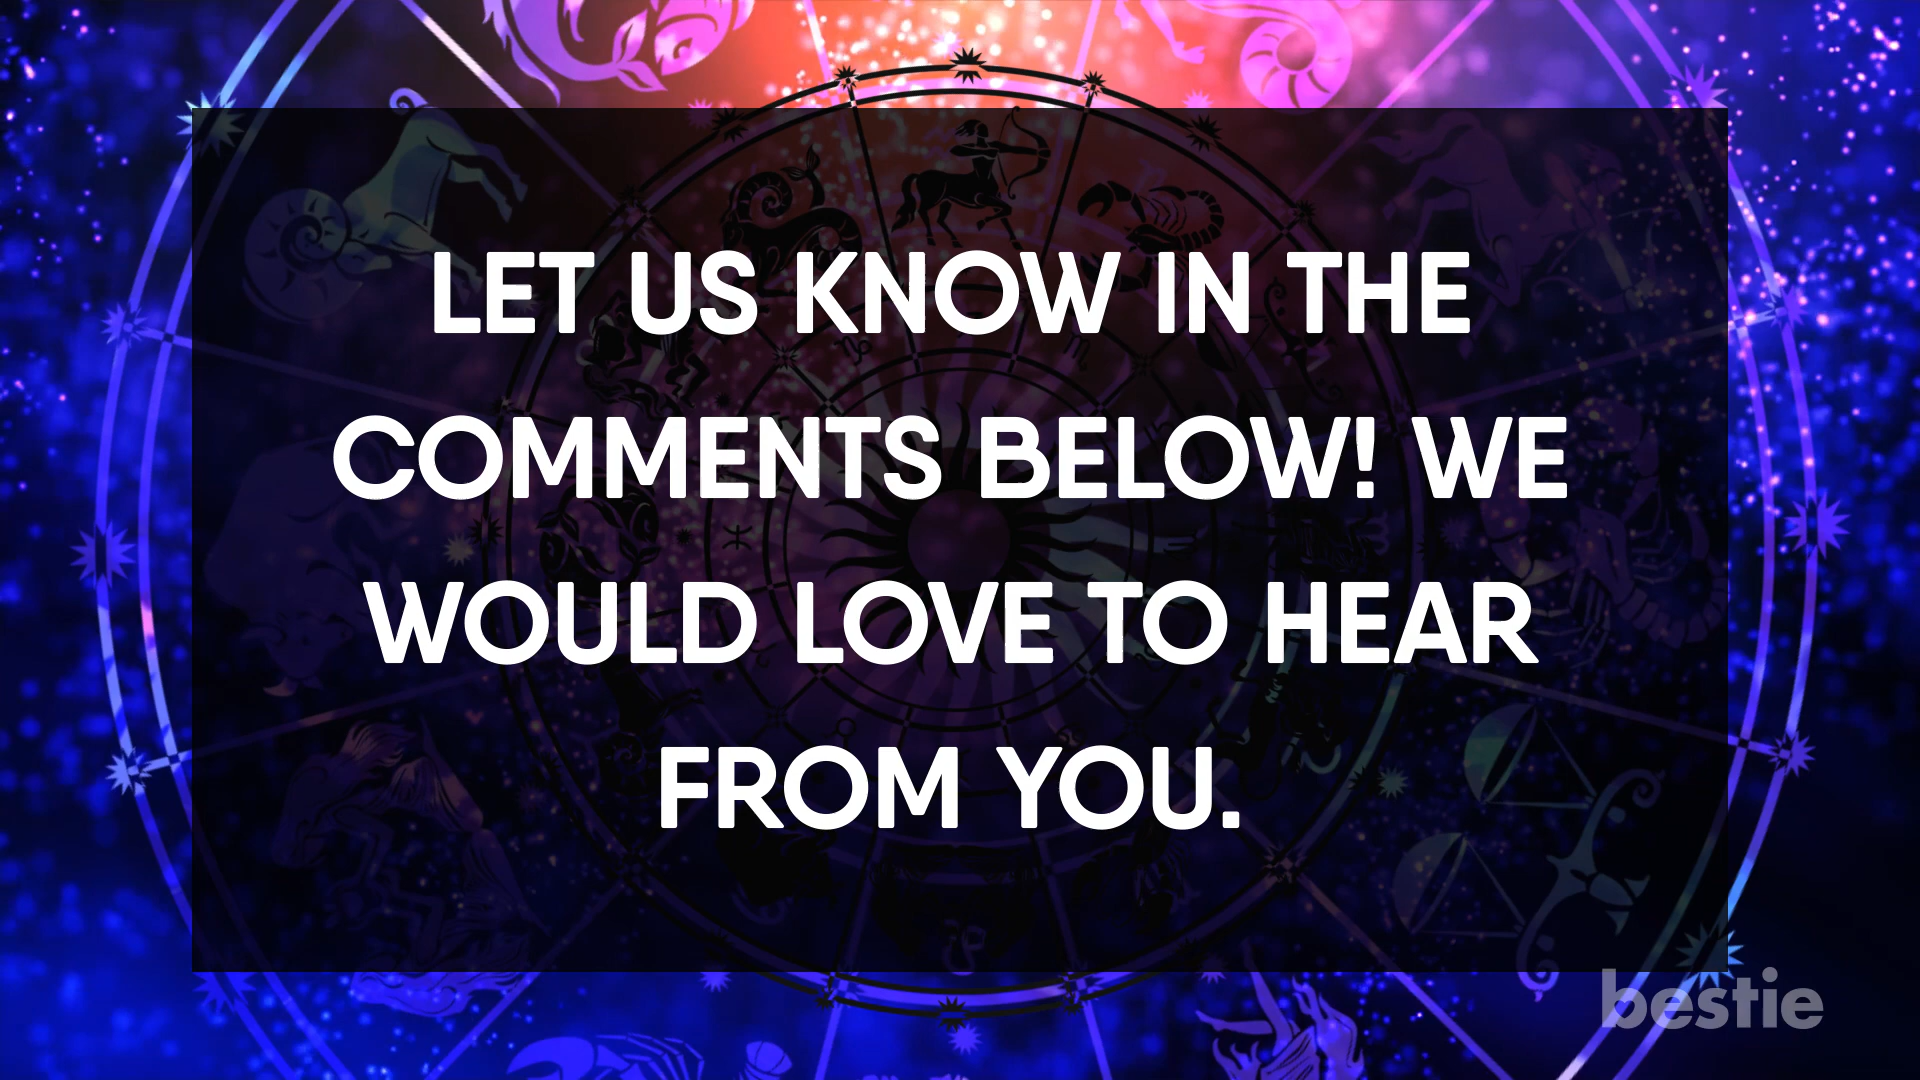 LET US KNOW IN THE
COMMENTS BELOW! WE
WOULD LOVE TO HEAR
FROM YOU.
bestie